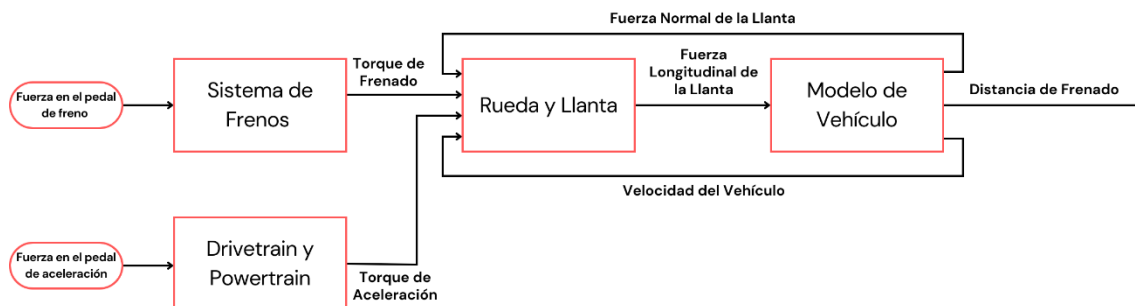 Fuerza Normal de la Llanta
Fuerza en el pedal
de freno
Sistema de
Frenos
Torque de
Frenado
Rueda y Llanta
Fuerza
Longitudinal de
la Llanta
Modelo de
Vehículo
Distancia de Frenado
Velocidad del Vehículo
Fuerza en el pedal
de aceleración
Drivetrain y
Powertrain
Torque de
Aceleración